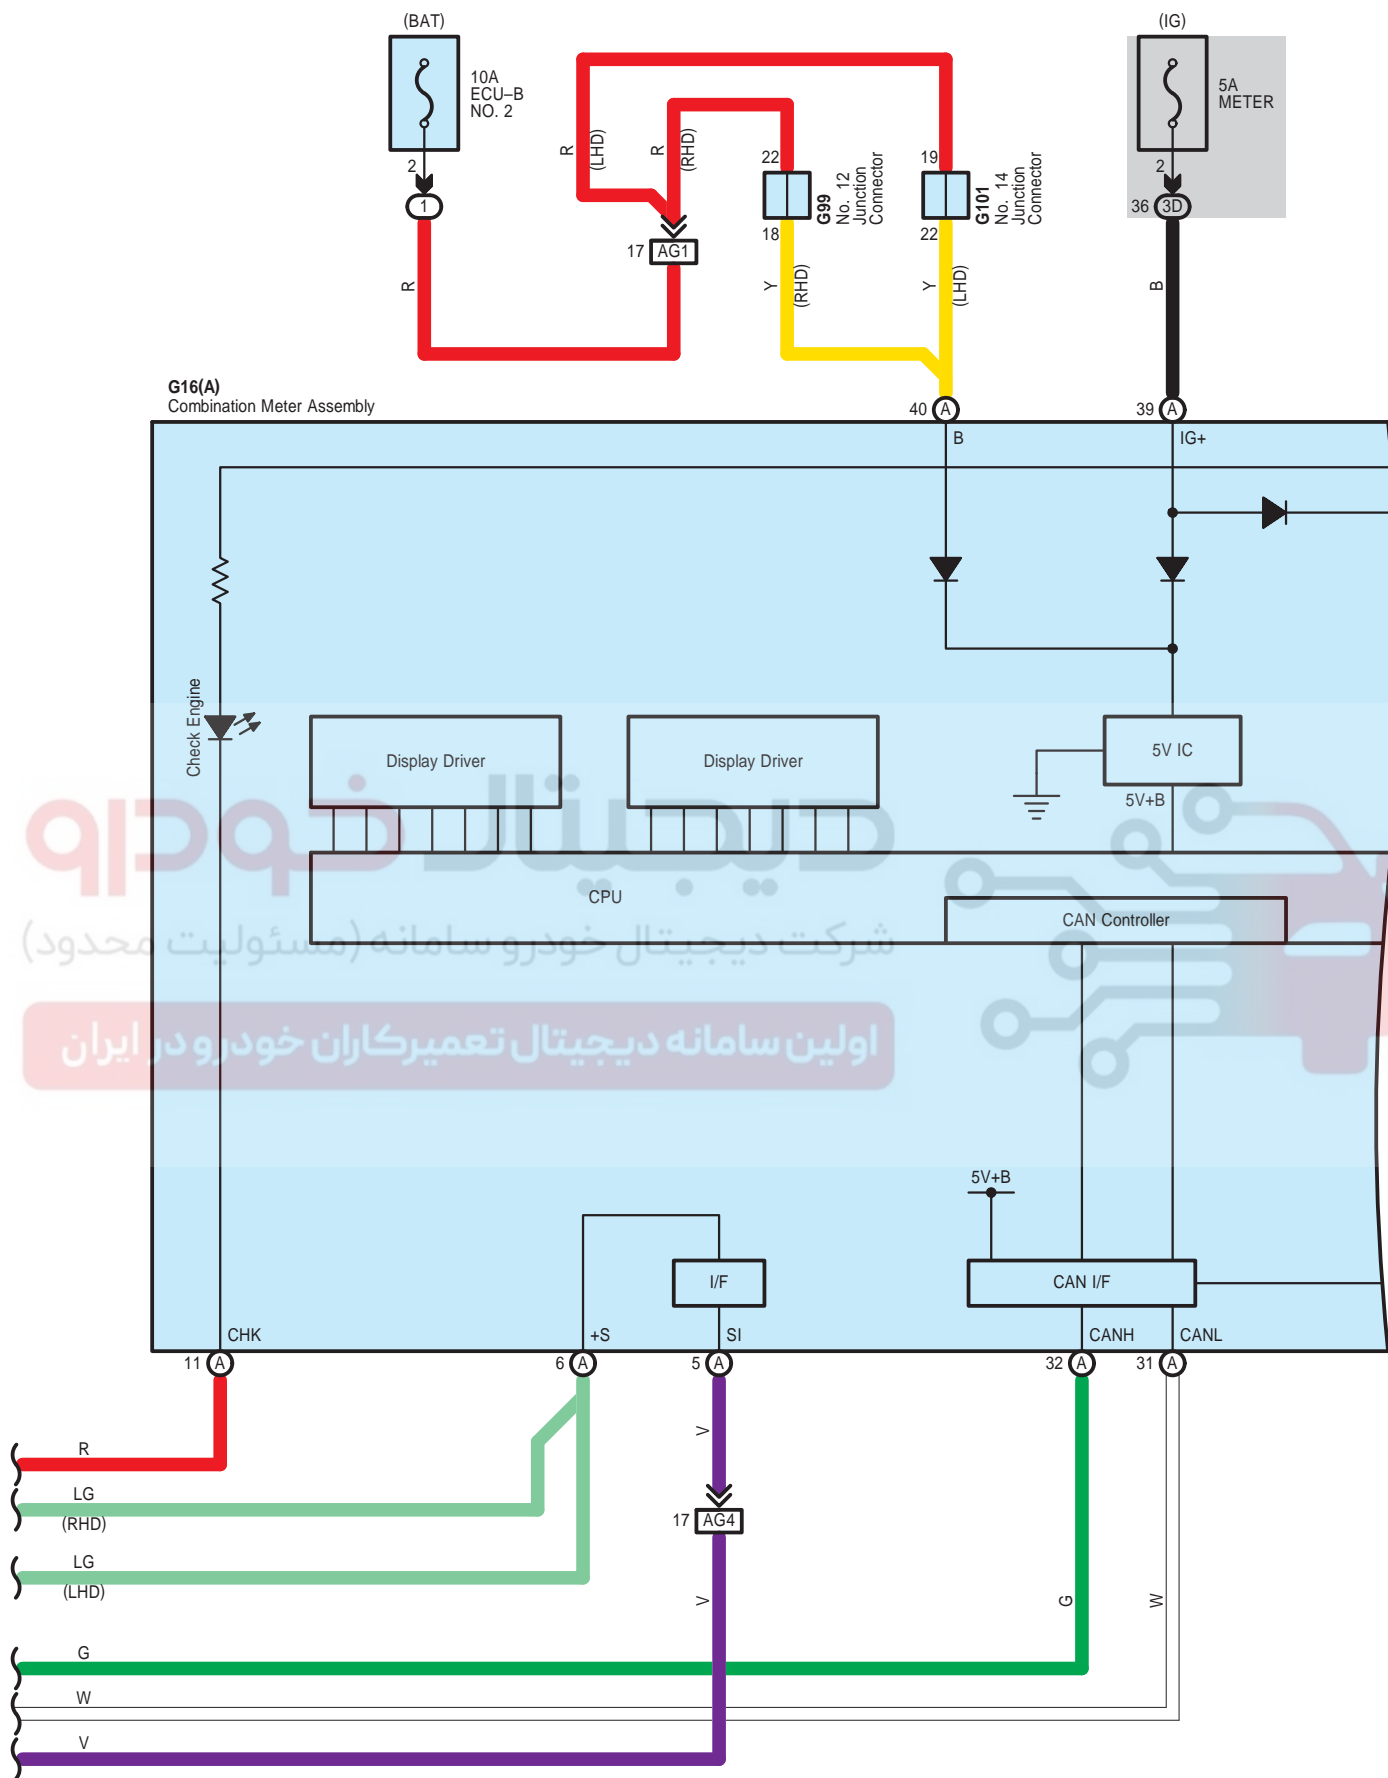 (BAT)
10A
ECU–B
NO. 2
2
1
R
R
(LHD)
R
(RHD)
17
AG1
22
18
G99
No. 12
Junction
Connector
19
22
G101
No. 14
Junction
Connector
Y
(RHD)
Y
(LHD)
(IG)
5A
METER
2
36
3D
B
G16(A)
Combination Meter Assembly
40
A
B
39
A
IG+
Check Engine
Display Driver
Display Driver
5V IC
5V+B
CPU
CAN Controller
دیجیتال خودرو
شرکت دیجیتال خودرو سامانه (مسئولیت محدود)
اولین سامانه دیجیتال تعمیرکاران خودرو در ایران
5V+B
I/F
CAN I/F
CHK
+S
SI
CANH
CANL
11
A
6
A
5
A
32
A
31
A
V
17
AG4
V
G
W
R
LG
(RHD)
LG
(LHD)
G
W
V